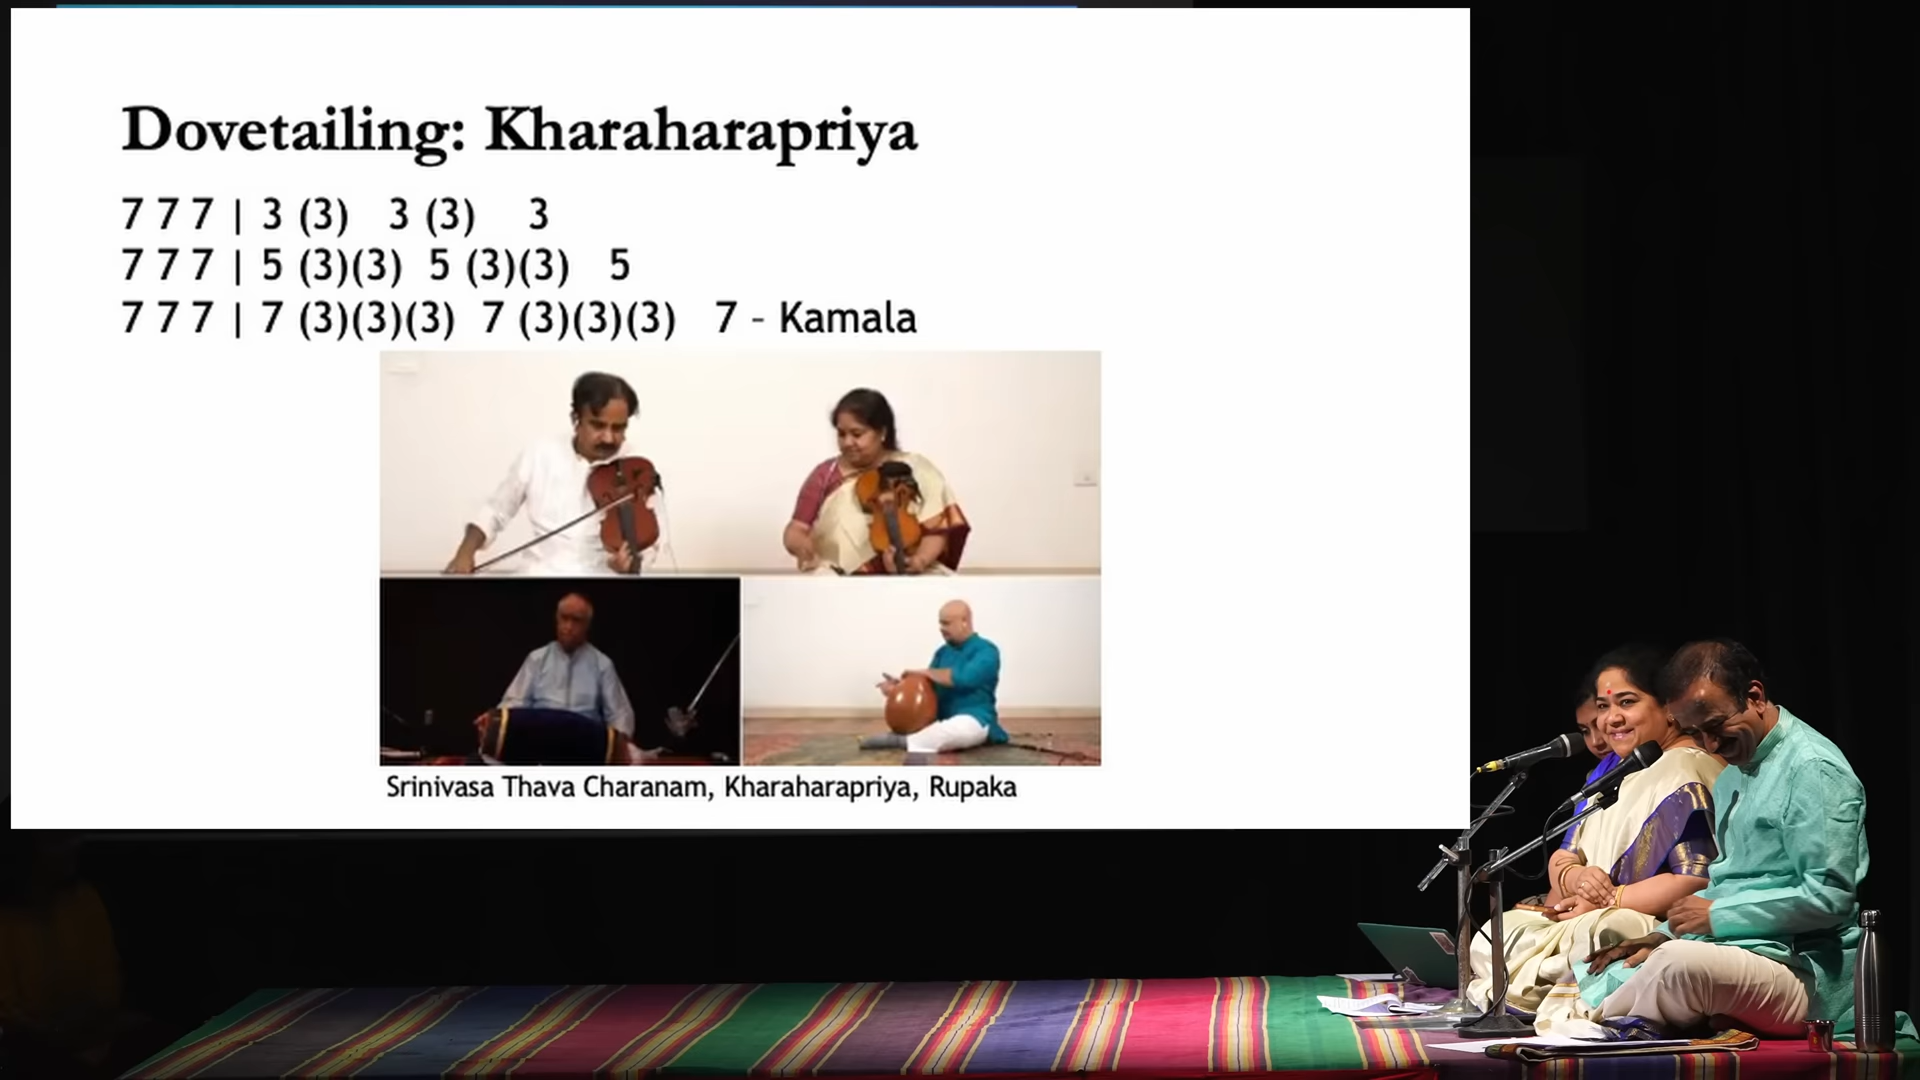 Dovetailing: Kharaharapriya
7 7 7 | 3 (3) 3 (3) 3
7 7 7 | 5 (3)(3) 5 (3)(3) 5
7 7 7 | 7 (3)(3)(3) 7 (3)(3)(3) 7 - Kamala
Srinivasa Thava Charanam, Kharaharapriya, Rupaka